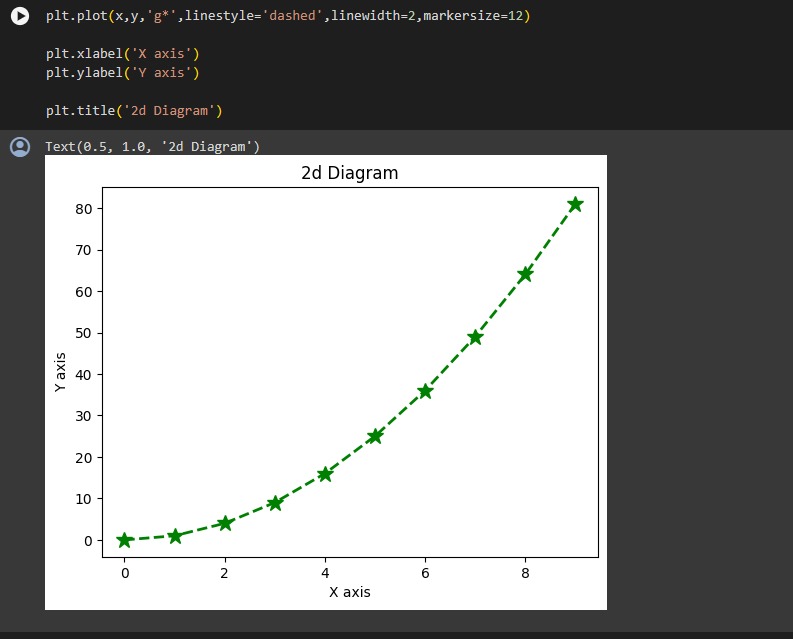 plt.plot(x,y,'g*',linestyle='dashed',linewidth=2,markersize=12)
plt.xlabel('X axis')
plt.ylabel('Y axis')
plt.title('2d Diagram')
Text(0.5, 1.0, '2d Diagram')
2d Diagram
80
70
60
50
40
30
20
10
0
Y axis
0 2 4 6 8
X axis